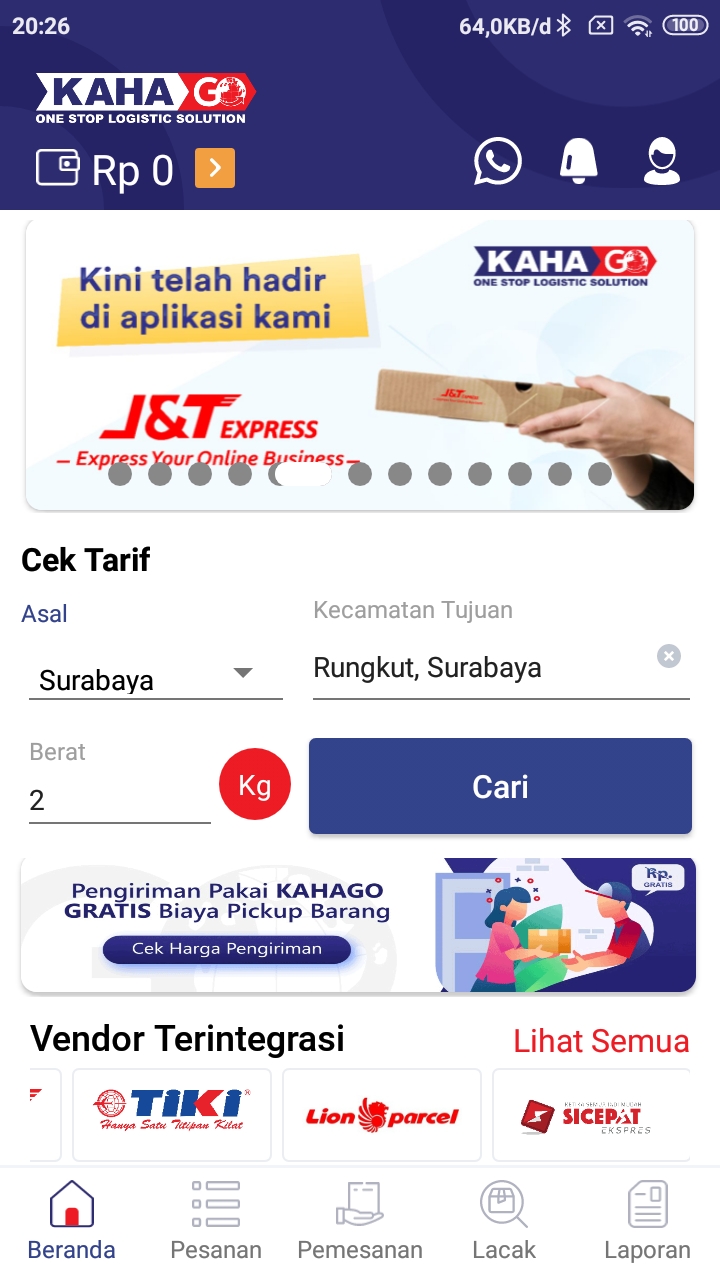 20:26
64,0KB/d
100
KAHA GO
ONE STOP LOGISTIC SOLUTION
Rp 0
Kini telah hadir
di aplikasi kami
KAHA GO
ONE STOP LOGISTIC SOLUTION
J&T EXPRESS
J&T EXPRESS
– Express Your Online Business –
Cek Tarif
Asal
Kecamatan Tujuan
Surabaya
Rungkut, Surabaya
Berat
2
Kg
Cari
Pengiriman Pakai KAHAGO
GRATIS Biaya Pickup Barang
Cek Harga Pengiriman
Rp.
GRATIS
Vendor Terintegrasi
Lihat Semua
TIKI
Hanya Satu Titipan Kilat
Lion parcel
SICEPAT
EKSPRES
Beranda
Pesanan
Pemesanan
Lacak
Laporan